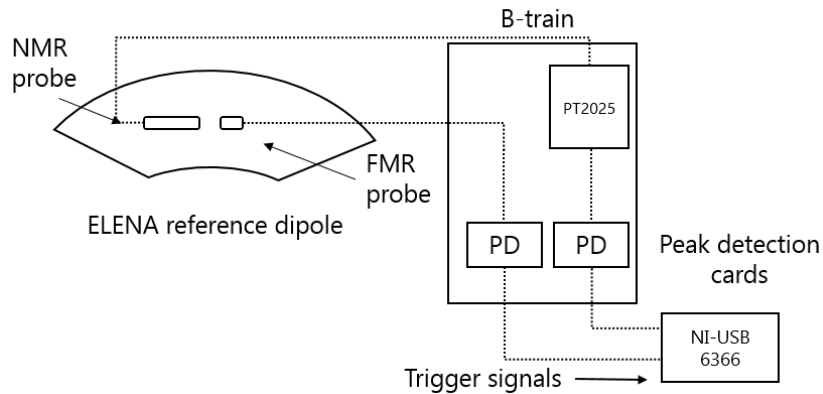 B-train
NMR
probe
PT2025
FMR
probe
ELENA reference dipole
PD
PD
Peak detection
cards
NI-USB
6366
Trigger signals